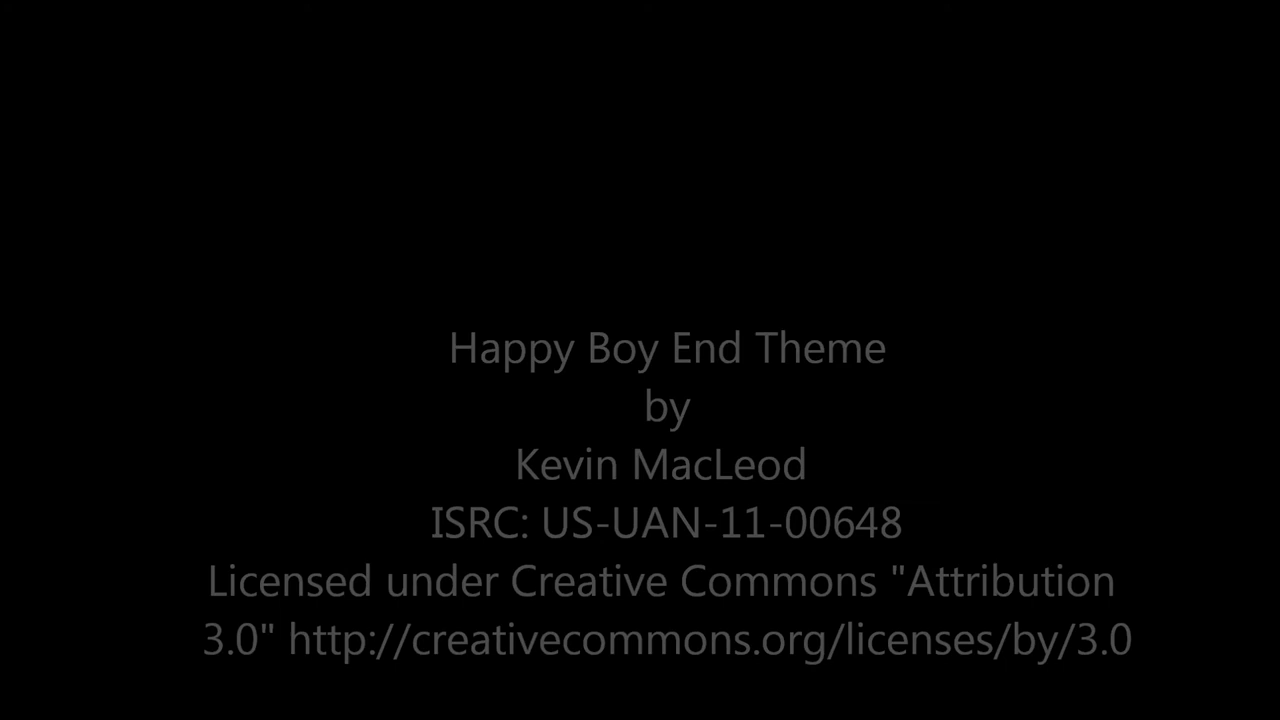 Happy Boy End Theme
by
Kevin MacLeod
ISRC: US-UAN-11-00648
Licensed under Creative Commons "Attribution
3.0" http://creativecommons.org/licenses/by/3.0